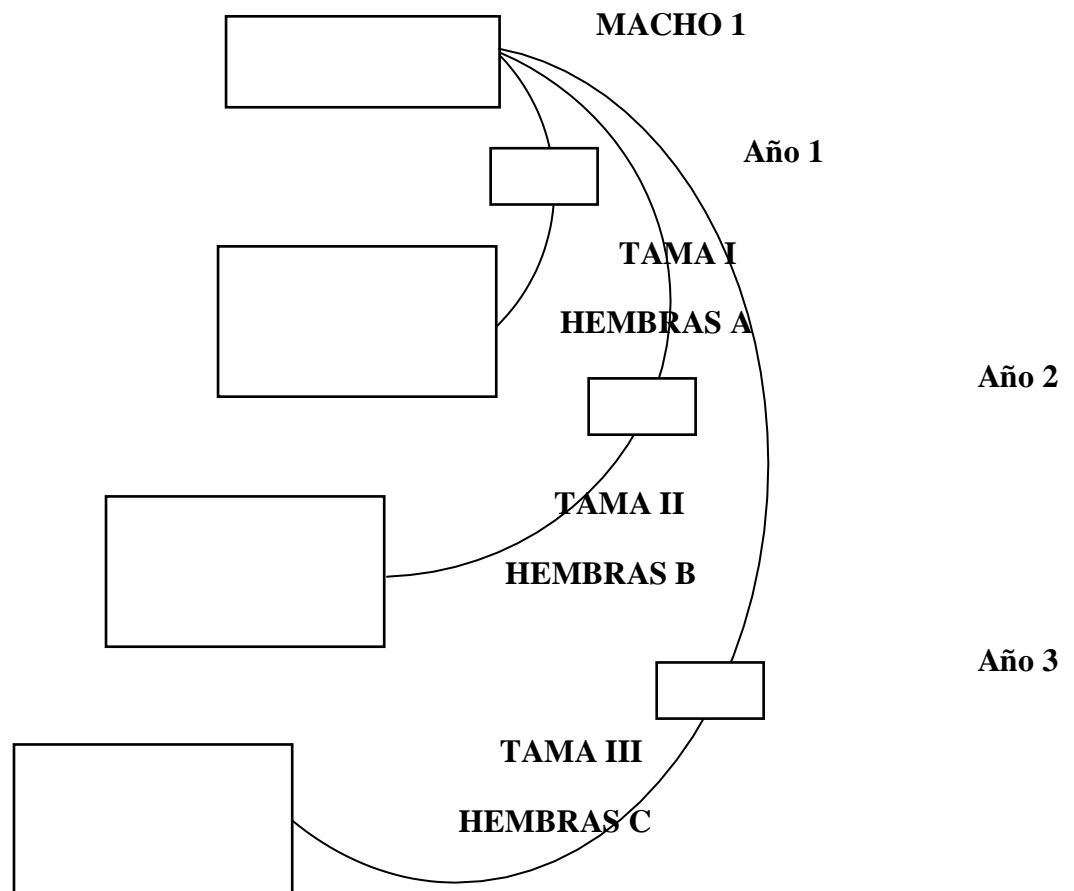 MACHO 1
Año 1
TAMA I
HEMBRAS A
Año 2
TAMA II
HEMBRAS B
Año 3
TAMA III
HEMBRAS C